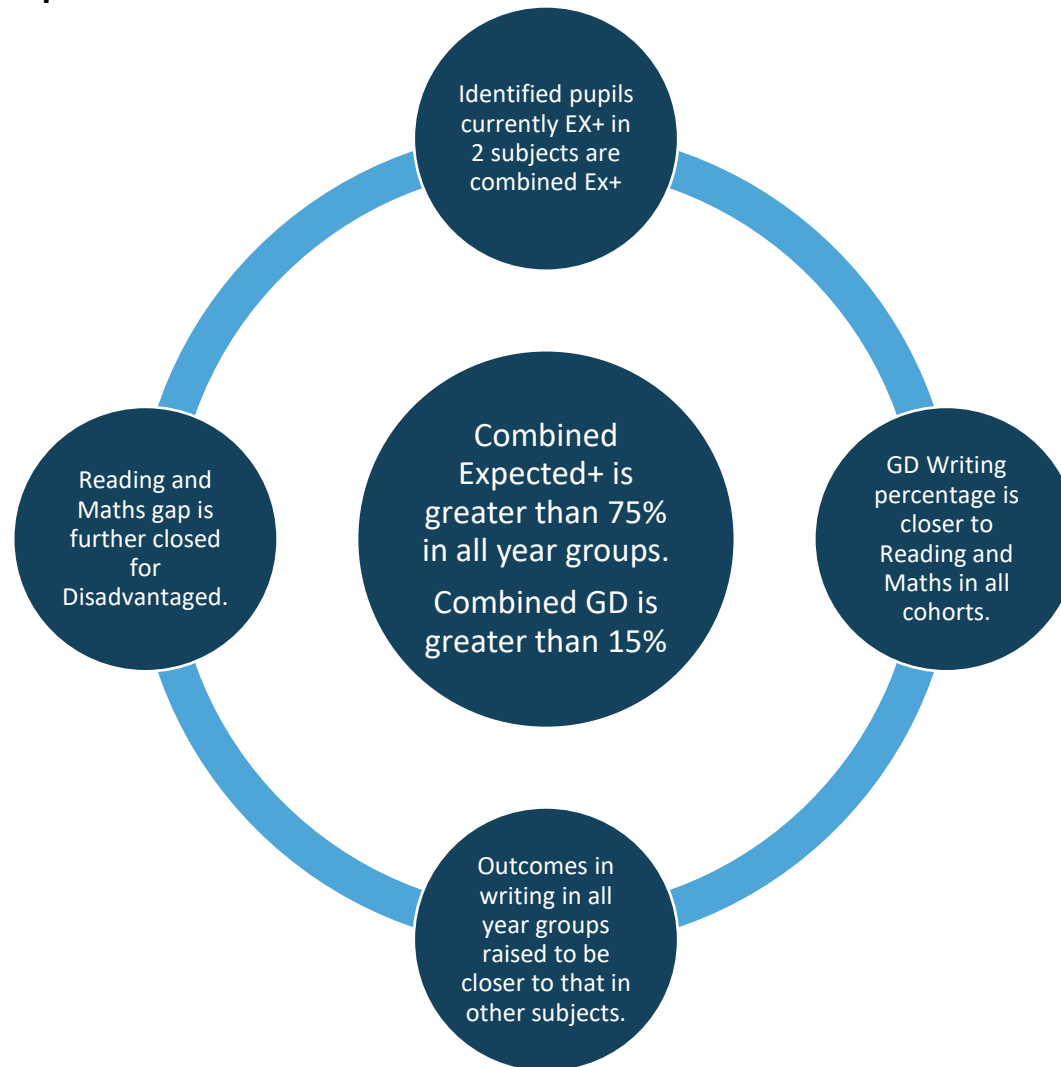 Identified pupils
currently EX+ in
2 subjects are
combined Ex+
Combined
Expected+ is
greater than 75%
in all year groups.
Combined GD is
greater than 15%
GD Writing
percentage is
closer to
Reading and
Maths in all
cohorts.
Outcomes in
writing in all
year groups
raised to be
closer to that in
other subjects.
Reading and
Maths gap is
further closed
for
Disadvantaged.